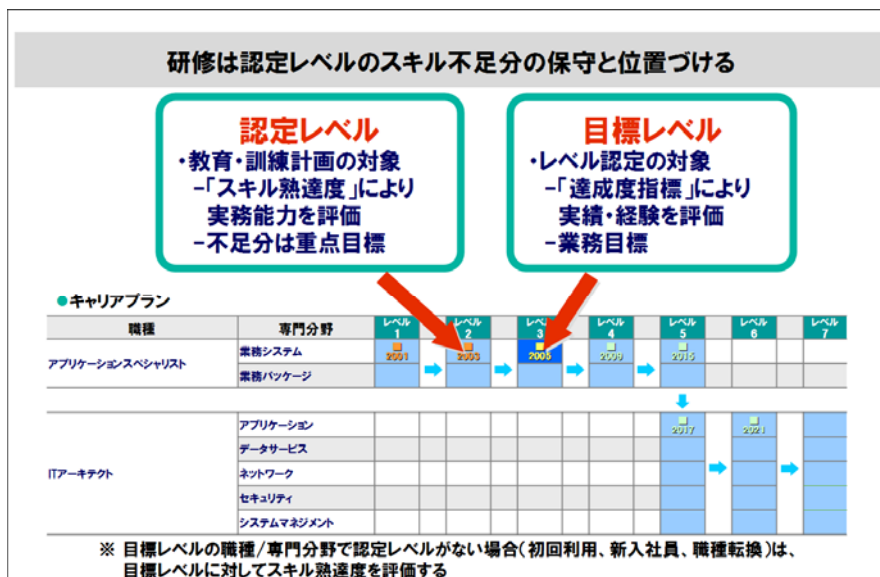 研修は認定レベルのスキル不足分の保守と位置づける
認定レベル
・教育・訓練計画の対象
－「スキル熟達度」により
実務能力を評価
－不足分は重点目標
目標レベル
・レベル認定の対象
－「達成度指標」により
実績・経験を評価
－業務目標
●キャリアプラン
職種 専門分野 レベル1 レベル2 レベル3 レベル4 レベル5 レベル6 レベル7
アプリケーションスペシャリスト
業務システム 2001 2003 2005 2009 2015
業務パッケージ
ITアーキテクト
アプリケーション 2017 2021
データサービス
ネットワーク
セキュリティ
システムマネジメント
※ 目標レベルの職種/専門分野で認定レベルがない場合(初回利用、新入社員、職種転換)は、
目標レベルに対してスキル熟達度を評価する